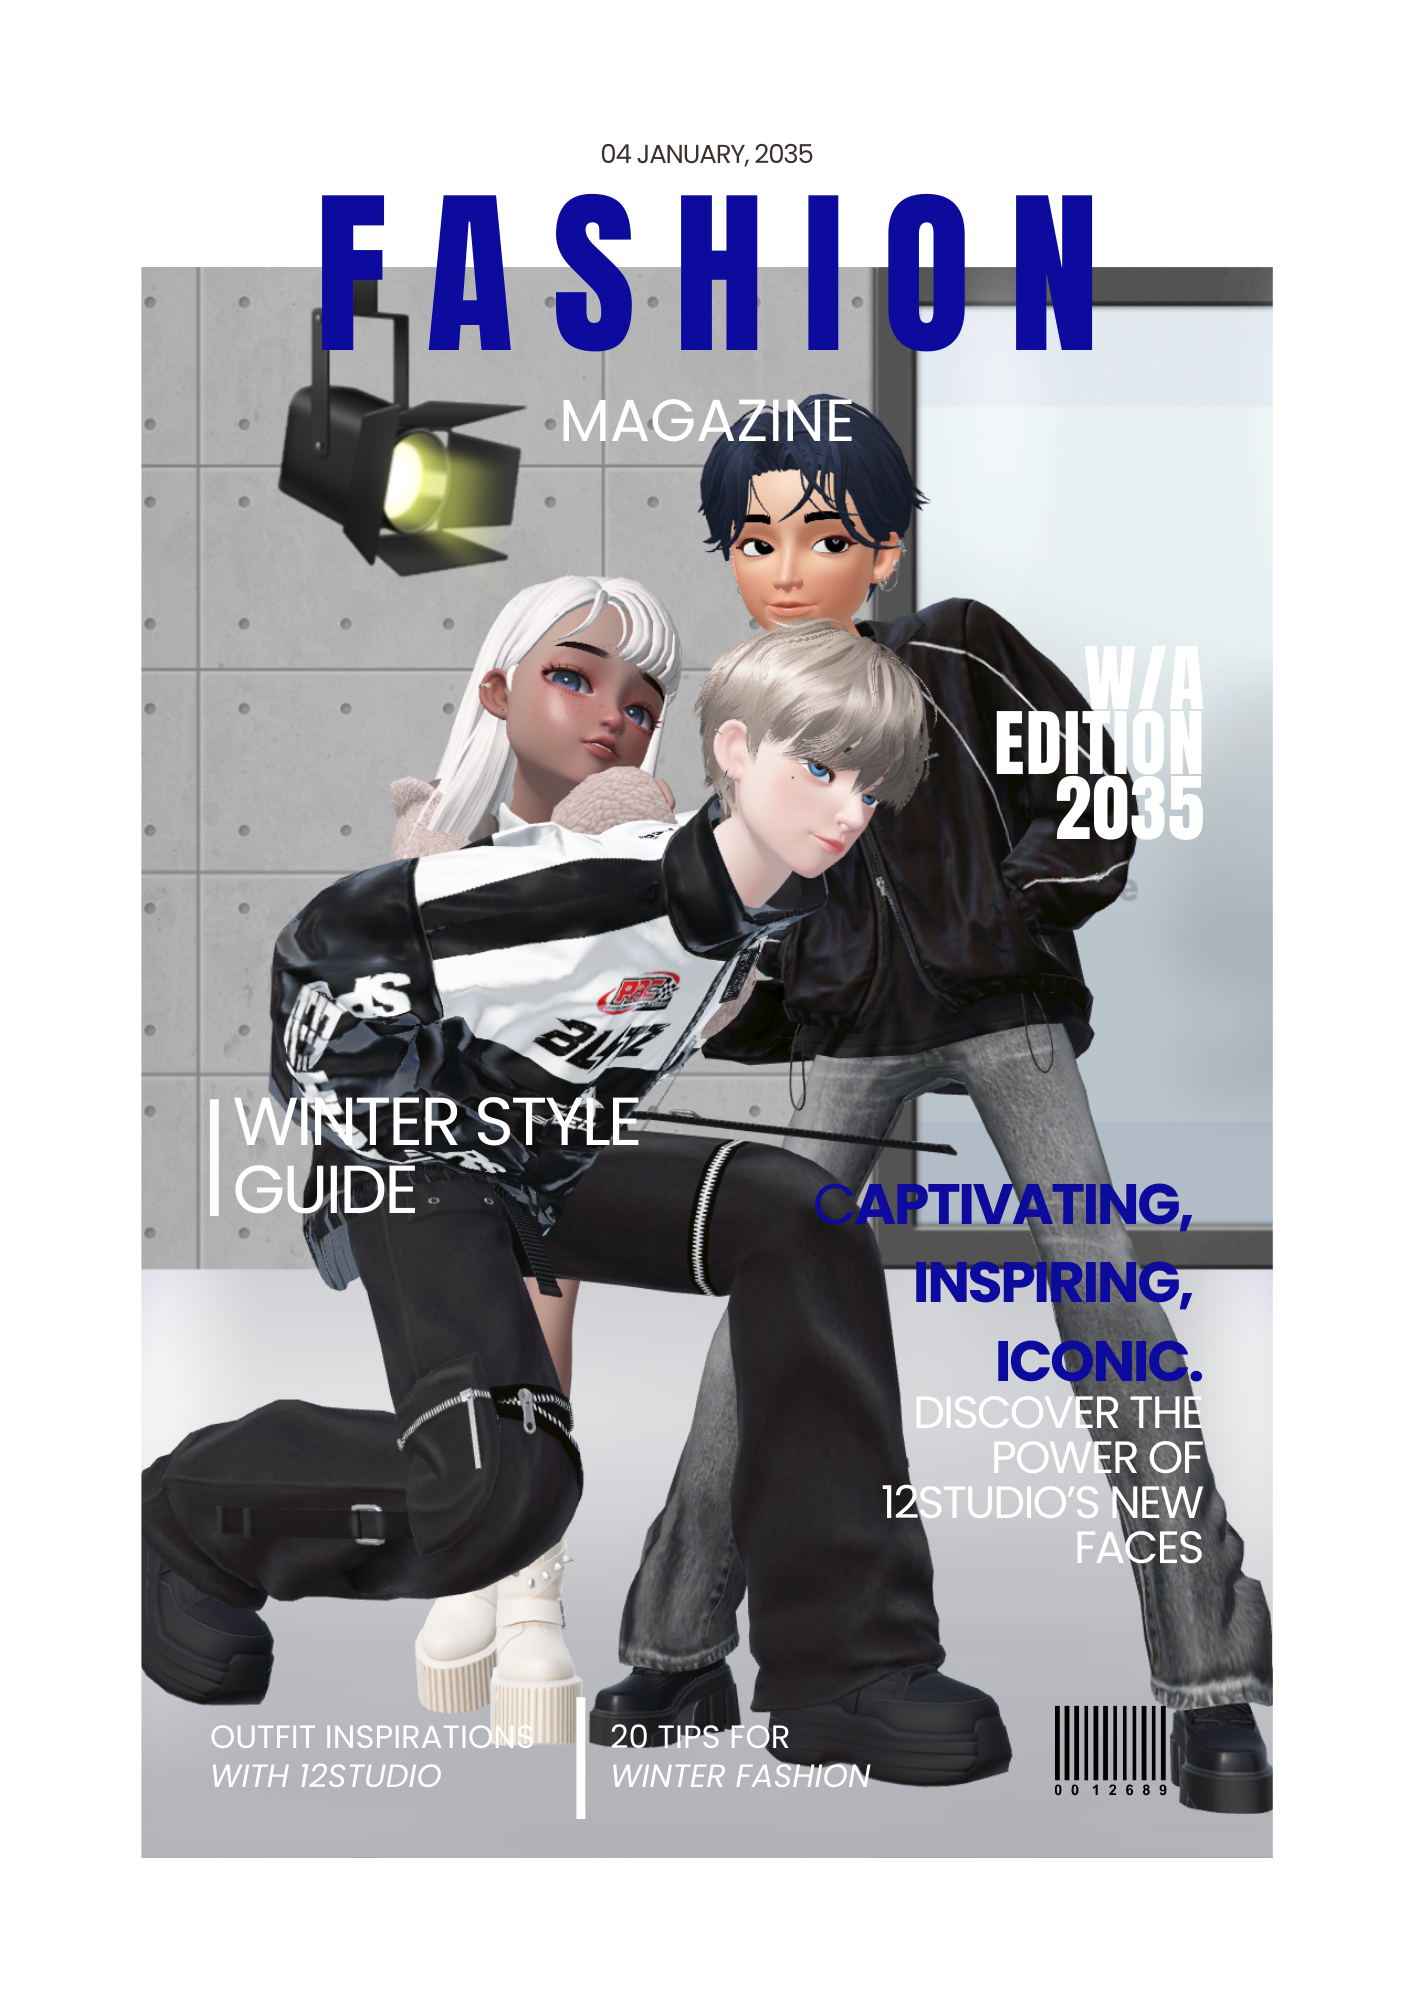 04 JANUARY, 2035
FASHION
MAGAZINE
W/A
EDITION
2035
BLITZ
WINTER STYLE
GUIDE
CAPTIVATING,
INSPIRING,
ICONIC.
DISCOVER THE
POWER OF
12STUDIO'S NEW
FACES
OUTFIT INSPIRATIONS
WITH 12STUDIO
20 TIPS FOR
WINTER FASHION
0 0 1 2 6 8 9